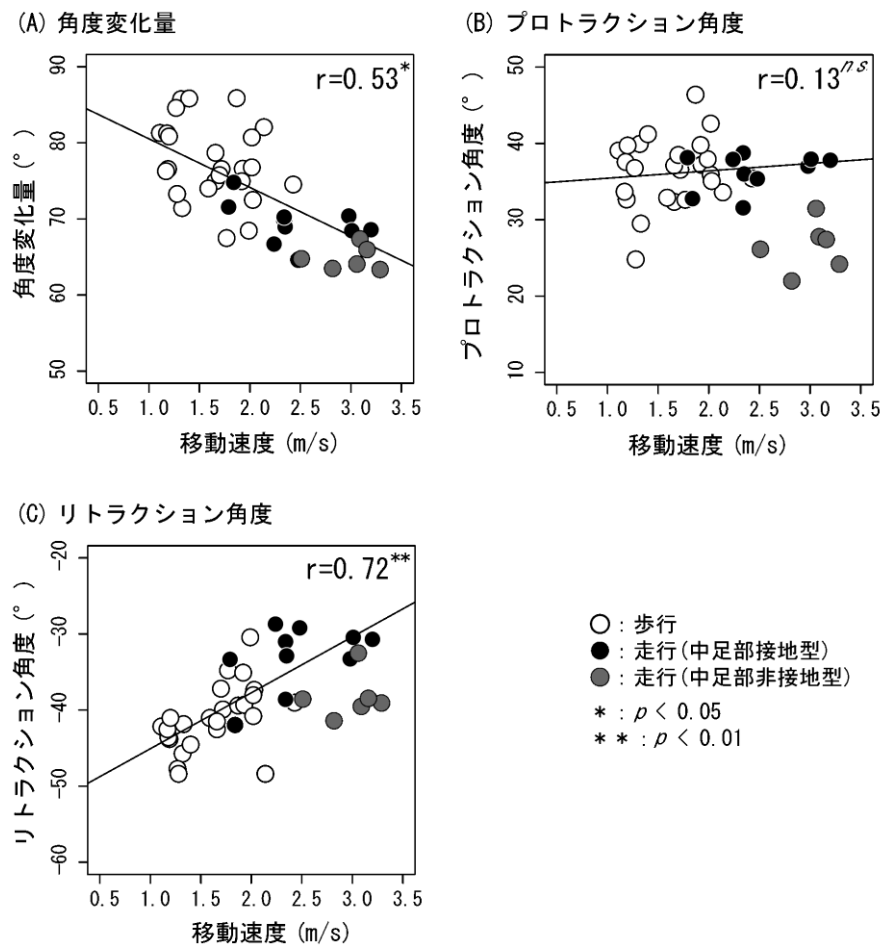 (A) 角度変化量
r=0.53*
角度変化量 (°)
90
80
70
60
50
0.5 1.0 1.5 2.0 2.5 3.0 3.5
移動速度 (m/s)
(B) プロトラクション角度
r=0.13ns
プロトラクション角度 (°)
50
40
30
20
10
0.5 1.0 1.5 2.0 2.5 3.0 3.5
移動速度 (m/s)
(C) リトラクション角度
r=0.72**
リトラクション角度 (°)
-20
-30
-40
-50
-60
0.5 1.0 1.5 2.0 2.5 3.0 3.5
移動速度 (m/s)
: 歩行
: 走行(中足部接地型)
: 走行(中足部非接地型)
* : p < 0.05
** : p < 0.01